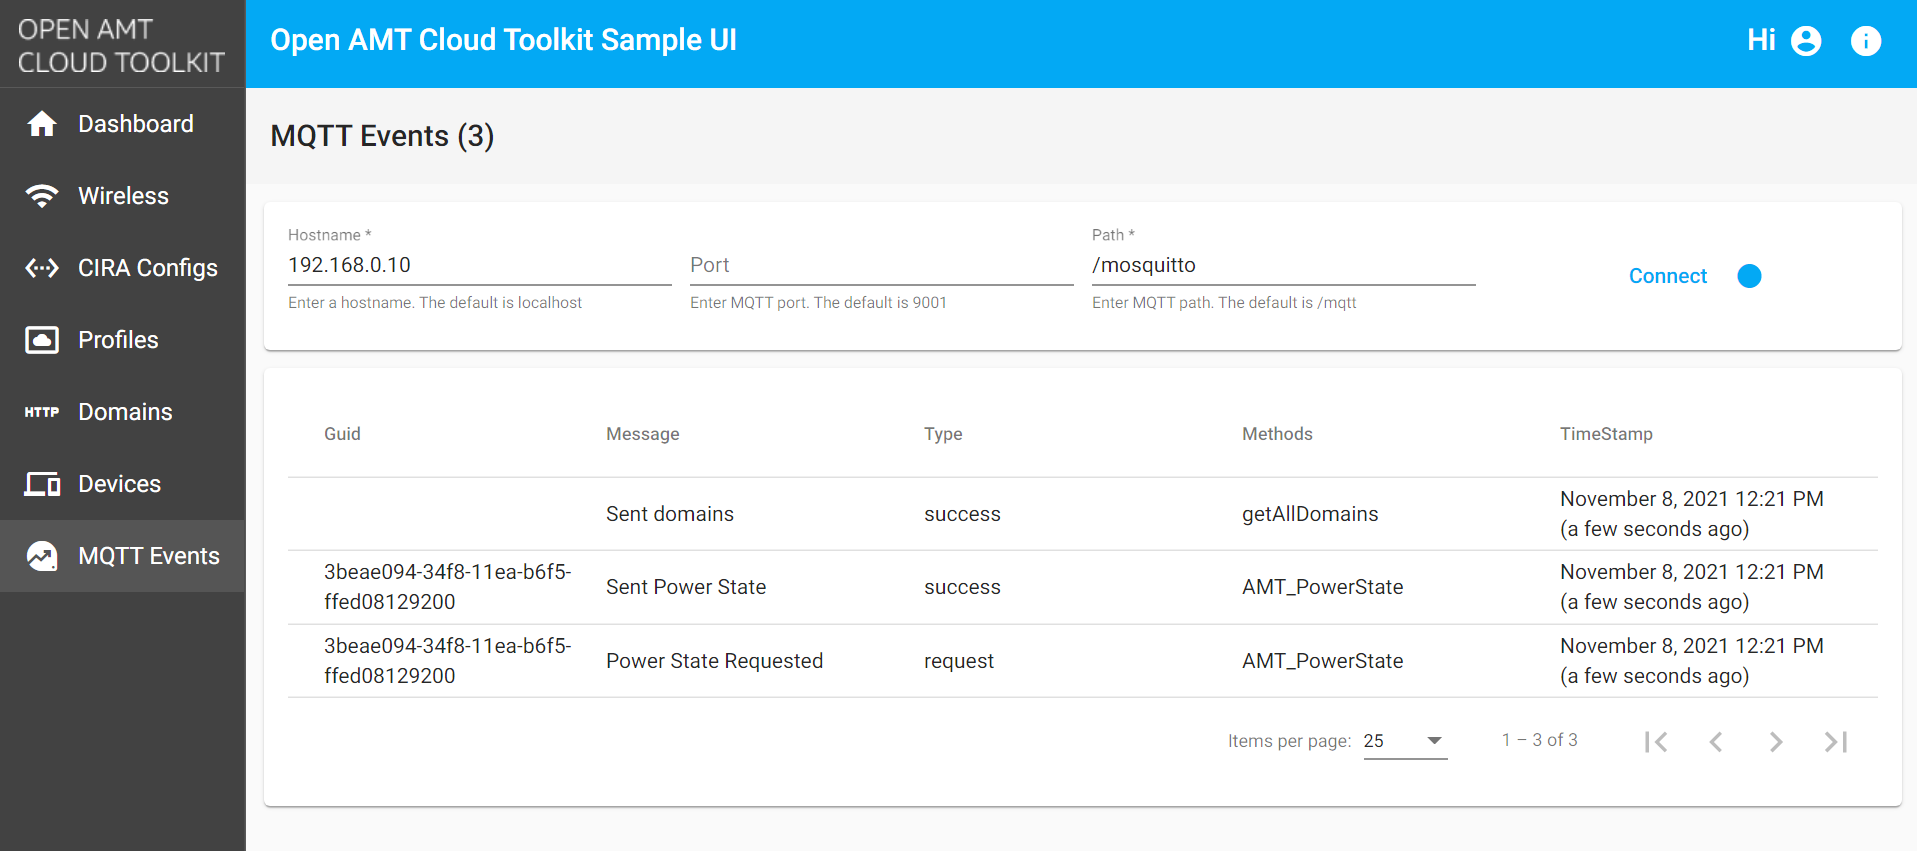 OPEN AMT
CLOUD TOOLKIT
Open AMT Cloud Toolkit Sample UI
Hi
Dashboard
Wireless
CIRA Configs
Profiles
HTTP Domains
Devices
MQTT Events
MQTT Events (3)
Hostname *
192.168.0.10
Enter a hostname. The default is localhost
Port
Enter MQTT port. The default is 9001
Path *
/mosquitto
Enter MQTT path. The default is /mqtt
Connect
Guid Message Type Methods TimeStamp
Sent domains success getAllDomains November 8, 2021 12:21 PM
(a few seconds ago)
3beae094-34f8-11ea-b6f5- Sent Power State success AMT_PowerState November 8, 2021 12:21 PM
ffed08129200 (a few seconds ago)
3beae094-34f8-11ea-b6f5- Power State Requested request AMT_PowerState November 8, 2021 12:21 PM
ffed08129200 (a few seconds ago)
Items per page: 25 1 – 3 of 3